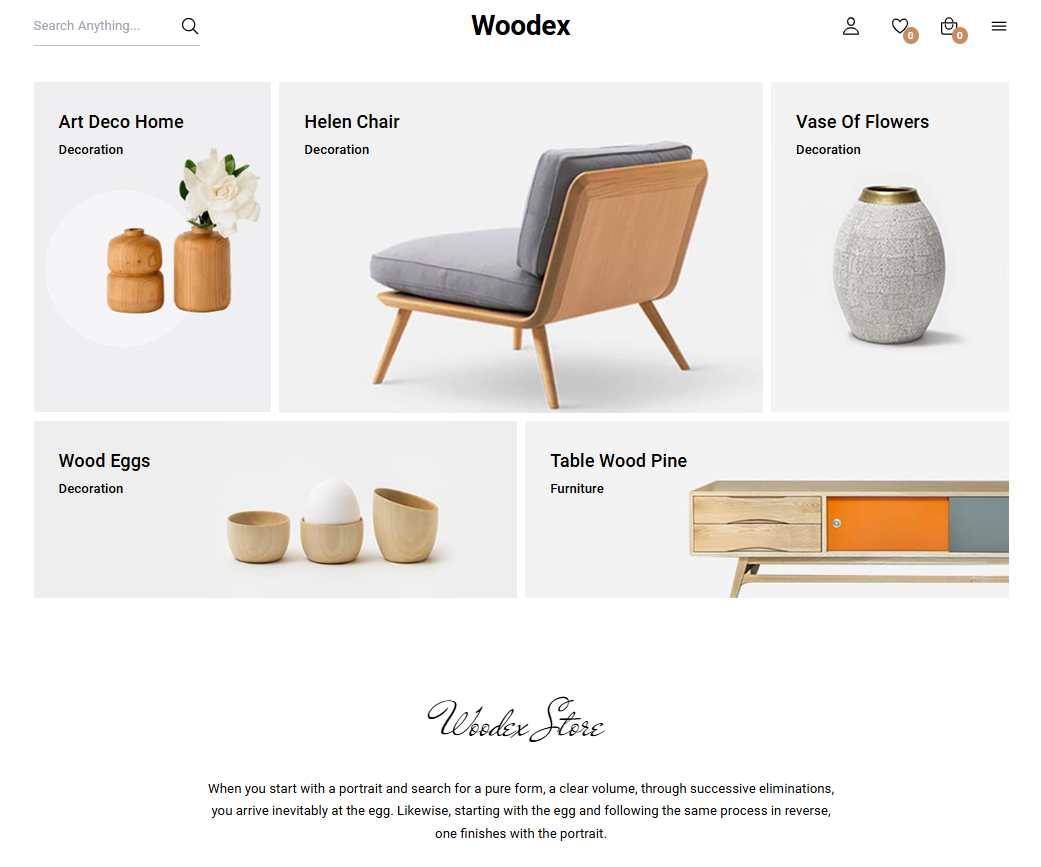 Search Anything...
Woodex
0
0
Art Deco Home
Decoration
Helen Chair
Decoration
Vase Of Flowers
Decoration
Wood Eggs
Decoration
Table Wood Pine
Furniture
Woodex Store
When you start with a portrait and search for a pure form, a clear volume, through successive eliminations,
you arrive inevitably at the egg. Likewise, starting with the egg and following the same process in reverse,
one finishes with the portrait.